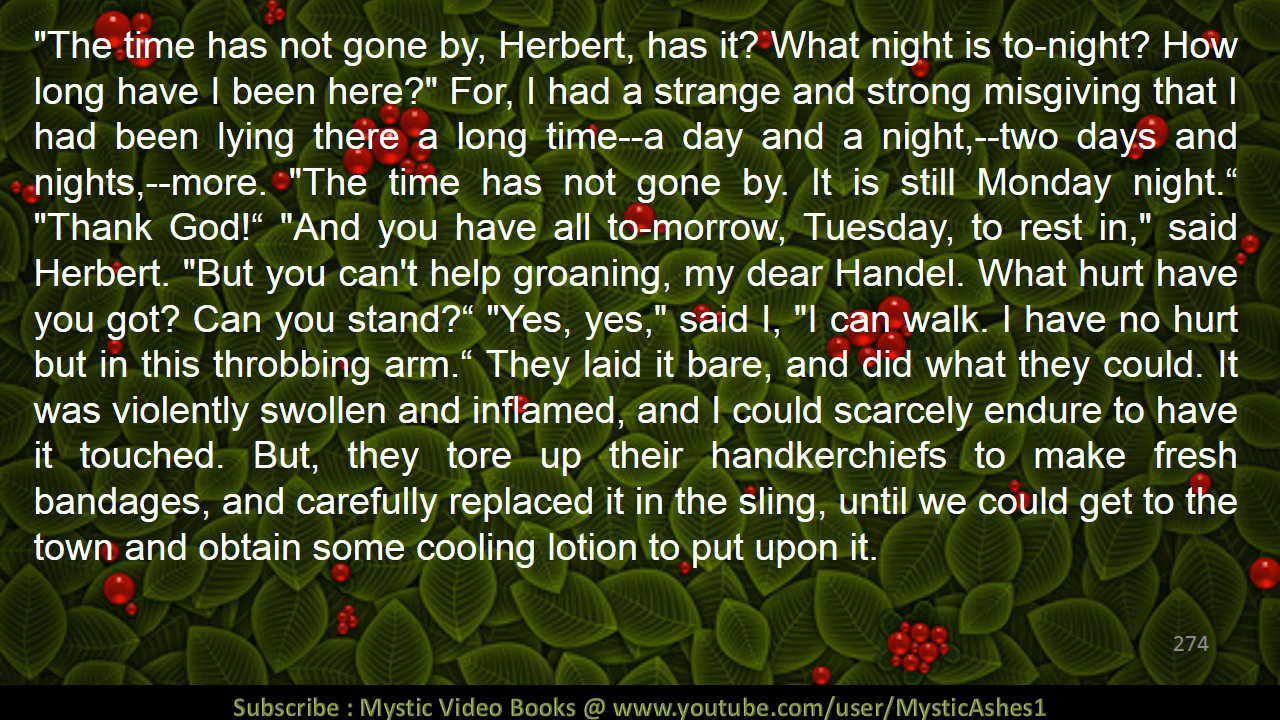 "The time has not gone by, Herbert, has it? What night is to-night? How
long have I been here?" For, I had a strange and strong misgiving that I
had been lying there a long time--a day and a night,--two days and
nights,--more. "The time has not gone by. It is still Monday night.“
"Thank God!“ "And you have all to-morrow, Tuesday, to rest in," said
Herbert. "But you can't help groaning, my dear Handel. What hurt have
you got? Can you stand?“ "Yes, yes," said I, "I can walk. I have no hurt
but in this throbbing arm.“ They laid it bare, and did what they could. It
was violently swollen and inflamed, and I could scarcely endure to have
it touched. But, they tore up their handkerchiefs to make fresh
bandages, and carefully replaced it in the sling, until we could get to the
town and obtain some cooling lotion to put upon it.
274
Subscribe : Mystic Video Books @ www.youtube.com/user/MysticAshes1